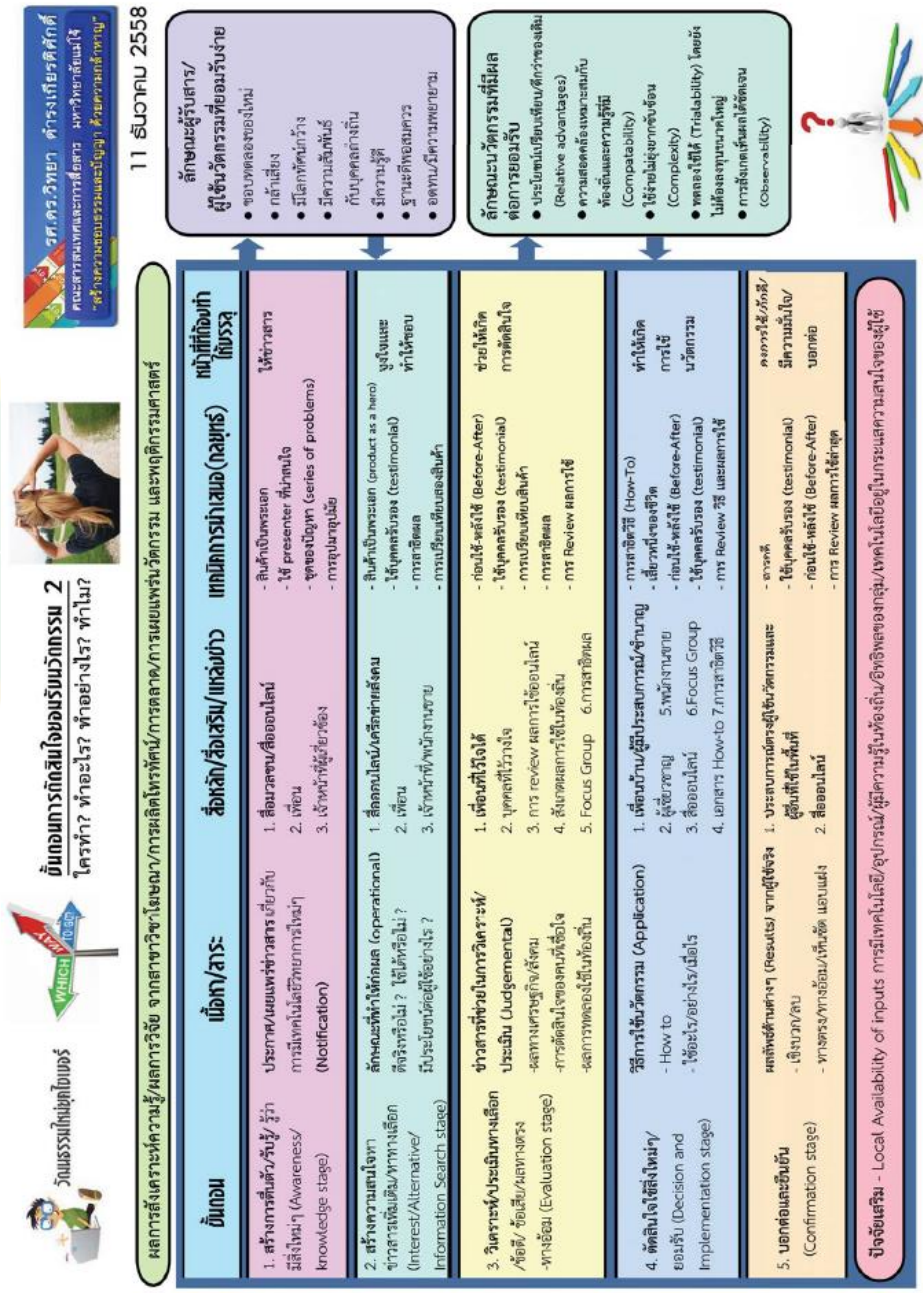 วัฒนธรรมใหม่ยุคไซเบอร์
WHICH
WAY
TO GO
ขั้นตอนการตัดสินใจยอมรับนวัตกรรม 2
ใครทำ? ทำอะไร? ทำอย่างไร? ทำไม?
รศ.ดร.วิทยา ดำรงเกียรติศักดิ์
คณะสารสนเทศและการสื่อสาร มหาวิทยาลัยแม่โจ้
"สร้างความชอบธรรมและปัญญา ด้วยความกล้าหาญ"
11 ธันวาคม 2558
ผลการสังเคราะห์ความรู้/ผลการวิจัย จากสาขาวิชาโฆษณา/การผลิตโทรทัศน์/การตลาด/การเผยแพร่นวัตกรรม และพฤติกรรมศาสตร์
ขั้นตอน
เนื้อหา/สาระ
สื่อหลัก/สื่อเสริม/แหล่งข่าว
เทคนิคการนำเสนอ (กลยุทธ)
หน้าที่ที่ต้องทำ
ให้บรรลุ
1. สร้างการตื่นตัว/รับรู้/ รู้ว่า
มีสิ่งใหม่ๆ (Awareness/
knowledge stage)
ประกาศ/เผยแพร่ข่าวสาร เกี่ยวกับ
การมีเทคโนโลยีวิทยาการใหม่ๆ
(Notification)
1. สื่อมวลชน/สื่อออนไลน์
2. เพื่อน
3. เจ้าหน้าที่ผู้เกี่ยวข้อง
- สินค้าเป็นพระเอก
- ใช้ presenter ที่น่าสนใจ
- ชุดของปัญหา (series of problems)
- การอุปมาอุปมัย
ให้ข่าวสาร
2. สร้างความสนใจหา
ข่าวสารเพิ่มเติม/หาทางเลือก
(Interest/Alternative/
Information Search stage)
ลักษณะที่ทำให้ก่อผล (operational)
ดีจริงหรือไม่ ? ใช้ได้หรือไม่ ?
มีประโยชน์ต่อผู้ใช้อย่างไร ?
1. สื่อออนไลน์/เครือข่ายสังคม
2. เพื่อน
3. เจ้าหน้าที่/พนักงานขาย
- สินค้าเป็นพระเอก (product as a hero)
- ใช้บุคคลรับรอง (testimonial)
- การสาธิตผล
- การเปรียบเทียบสองสินค้า
จูงใจและ
ทำให้ชอบ
3. วิเคราะห์/ประเมินทางเลือก
/ข้อดี/ ข้อเสีย/ผลทางตรง
-ทางอ้อม (Evaluation stage)
ข่าวสารที่ช่วยในการวิเคราะห์/
ประเมิน (Judgemental)
-ผลทางเศรษฐกิจ/สังคม
-การตัดสินใจของคนที่เชื่อใจ
-ผลการทดลองใช้ในท้องถิ่น
1. เพื่อนที่ไว้ใจได้
2. บุคคลที่ไว้วางใจ
3. การ review ผลการใช้ออนไลน์
4. สังเกตผลการใช้ในท้องถิ่น
5. Focus Group 6.การสาธิตผล
- ก่อนใช้-หลังใช้ (Before-After)
- ใช้บุคคลรับรอง (testimonial)
- การเปรียบเทียบสินค้า
- การสาธิตผล
- การ Review ผลการใช้
ช่วยให้เกิด
การตัดสินใจ
4. ตัดสินใจใช้สิ่งใหม่ๆ/
ยอมรับ (Decision and
Implementation stage)
วิธีการใช้นวัตกรรม (Application)
- How to
- ใช้อะไร/อย่างไร/เมื่อไร
1. เพื่อนบ้าน/ผู้มีประสบการณ์/ชำนาญ
2. ผู้เชี่ยวชาญ 5.พนักงานขาย
3. สื่อออนไลน์ 6.Focus Group
4. เอกสาร How-to 7.การสาธิตวิธี
- การสาธิตวิธี (How-To)
- เสี้ยวหนึ่งของชีวิต
- ก่อนใช้-หลังใช้ (Before-After)
- ใช้บุคคลรับรอง (testimonial)
- การ Review วิธี และผลการใช้
ทำให้เกิด
การใช้
นวัตกรรม
5. บอกต่อและยืนยัน
(Confirmation stage)
ผลลัพธ์ด้านต่างๆ (Results) จากผู้ใช้จริง
- เชิงบวก/ลบ
- ทางตรง/ทางอ้อม/เห็นชัด แอบแฝง
1. ประสบการณ์ตรงผู้ใช้นวัตกรรมและ
ผู้อื่นที่ใช้ในพื้นที่
2. สื่อออนไลน์
- สารคดี
- ใช้บุคคลรับรอง (testimonial)
- ก่อนใช้-หลังใช้ (Before-After)
- การ Review ผลการใช้ล่าสุด
คงการใช้/ภักดี/
มีความมั่นใจ/
บอกต่อ
ปัจจัยเสริม - Local Availability of inputs การมีเทคโนโลยี/อุปกรณ์/ผู้มีความรู้ในท้องถิ่น/อิทธิพลของกลุ่ม/เทคโนโลยีอยู่ในกระแสความสนใจของผู้ใช้
ลักษณะผู้รับสาร/
ผู้ใช้นวัตกรรมที่ยอมรับง่าย
● ชอบทดลองของใหม่
● กล้าเสี่ยง
● มีโลกทัศน์กว้าง
● มีความสัมพันธ์
กับบุคคลต่างถิ่น
● มีความรู้ดี
● ฐานะดีพอสมควร
● อดทน/มีความพยายาม
ลักษณะนวัตกรรมที่มีผล
ต่อการยอมรับ
● ประโยชน์เปรียบเทียบ/ดีกว่าของเดิม
(Relative advantages)
● ความสอดคล้องเหมาะสมกับ
ท้องถิ่นและความรู้ที่มี
(Compatability)
● ใช้ง่ายไม่ยุ่งยากซับซ้อน
(Complexity)
● ทดลองใช้ได้ (Trialability) โดยยัง
ไม่ต้องลงทุนขนาดใหญ่
● การสังเกตเห็นผลได้ชัดเจน
(Observability)
?